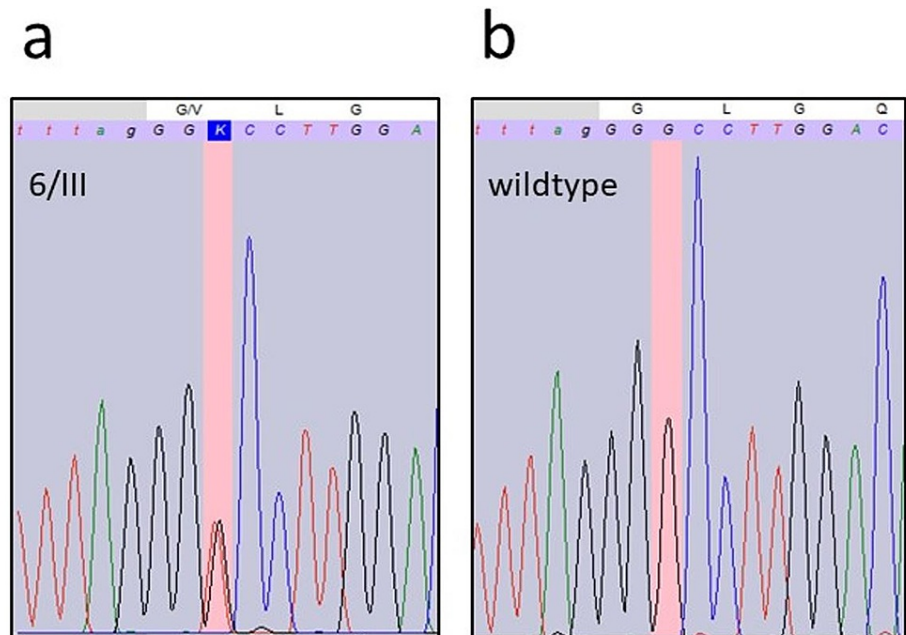 a
b
G/V L G
t t t a g G G K C C T T G G A
6/III
G L G Q
t t t a g G G G C C T T G G A C
wildtype